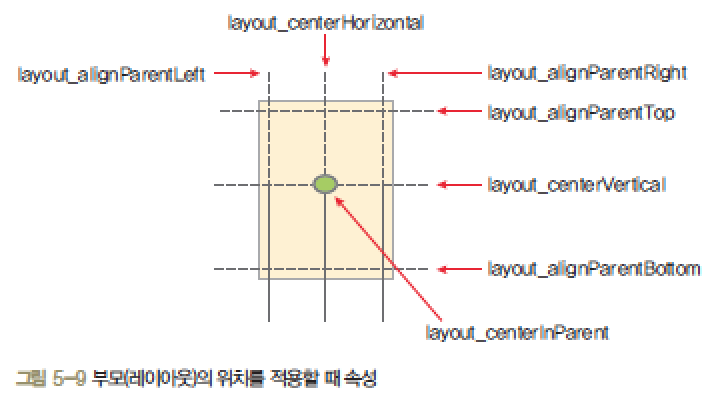 layout_centerHorizontal
layout_alignParentLeft
layout_alignParentRight
layout_alignParentTop
layout_centerVertical
layout_alignParentBottom
layout_centerInParent
그림 5-9 부모(레이아웃)의 위치를 적용할 때 속성